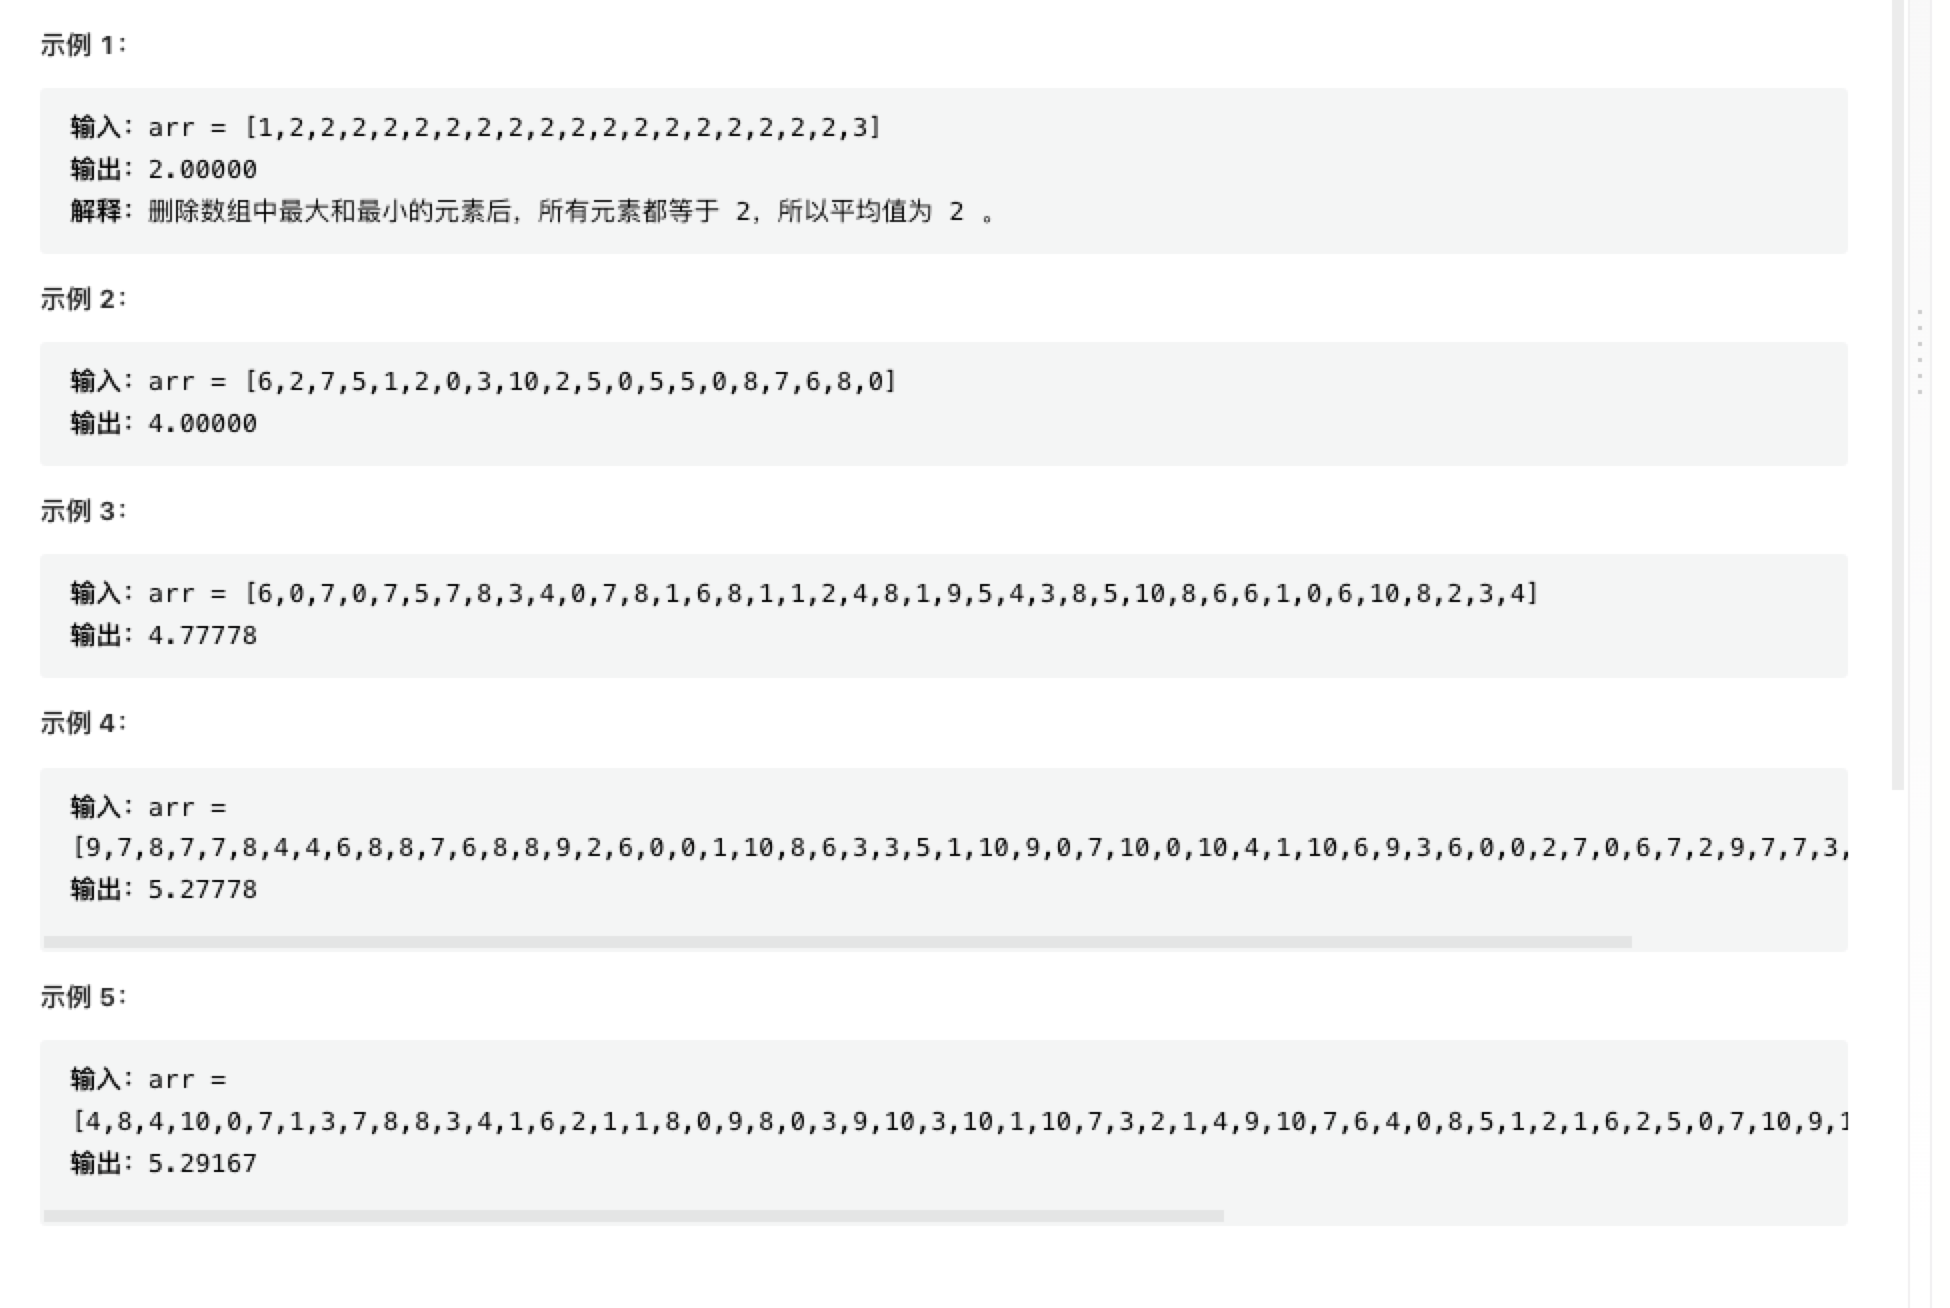 示例 1：
输入：arr = [1,2,2,2,2,2,2,2,2,2,2,2,2,2,2,2,2,2,2,3]
输出：2.00000
解释：删除数组中最大和最小的元素后，所有元素都等于 2，所以平均值为 2 。
示例 2：
输入：arr = [6,2,7,5,1,2,0,3,10,2,5,0,5,5,0,8,7,6,8,0]
输出：4.00000
示例 3：
输入：arr = [6,0,7,0,7,5,7,8,3,4,0,7,8,1,6,8,1,1,2,4,8,1,9,5,4,3,8,5,10,8,6,6,1,0,6,10,8,2,3,4]
输出：4.77778
示例 4：
输入：arr =
[9,7,8,7,7,8,4,4,6,8,8,7,6,8,8,9,2,6,0,0,1,10,8,6,3,3,5,1,10,9,0,7,10,0,10,4,1,10,6,9,3,6,0,0,2,7,0,6,7,2,9,7,7,3,
输出：5.27778
示例 5：
输入：arr =
[4,8,4,10,0,7,1,3,7,8,8,3,4,1,6,2,1,1,8,0,9,8,0,3,9,10,3,10,1,10,7,3,2,1,4,9,10,7,6,4,0,8,5,1,2,1,6,2,5,0,7,10,9,1
输出：5.29167